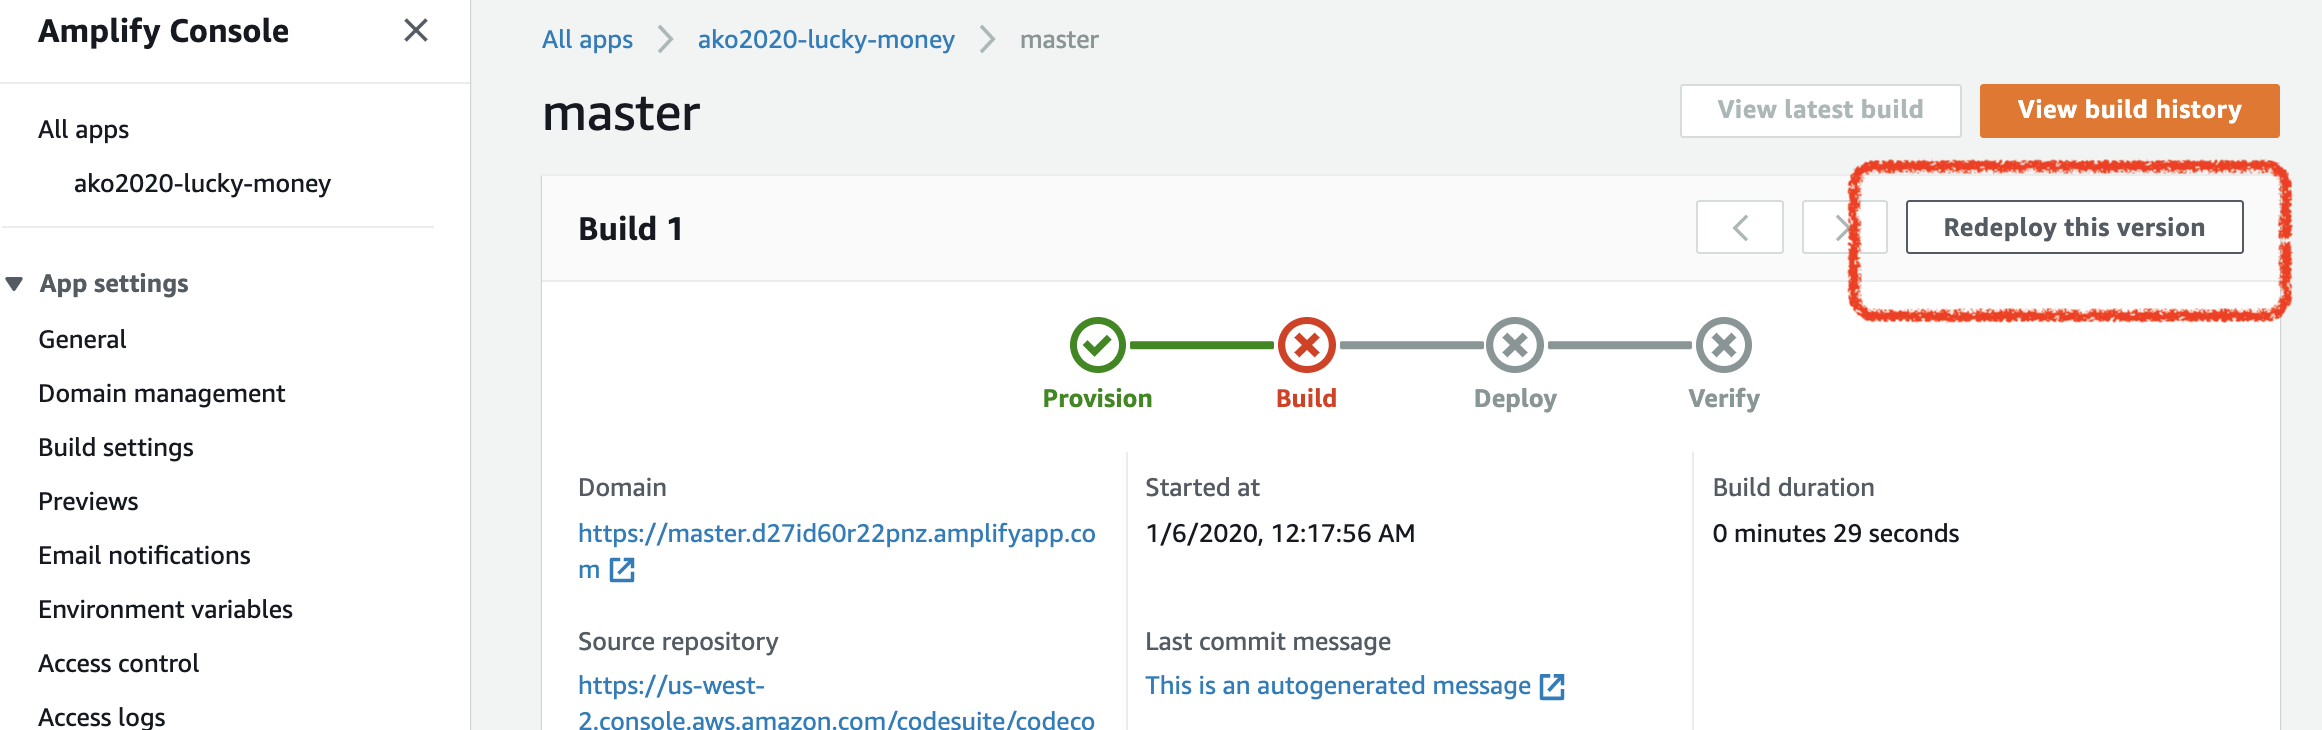 Amplify Console
All apps
ako2020-lucky-money
App settings
General
Domain management
Build settings
Previews
Email notifications
Environment variables
Access control
Access logs
All apps > ako2020-lucky-money > master
master
View latest build
View build history
Build 1
Redeploy this version
Provision
Build
Deploy
Verify
Domain
https://master.d27id60r22pnz.amplifyapp.co
m
Started at
1/6/2020, 12:17:56 AM
Build duration
0 minutes 29 seconds
Source repository
https://us-west-
2.console.aws.amazon.com/codesuite/codeco
Last commit message
This is an autogenerated message